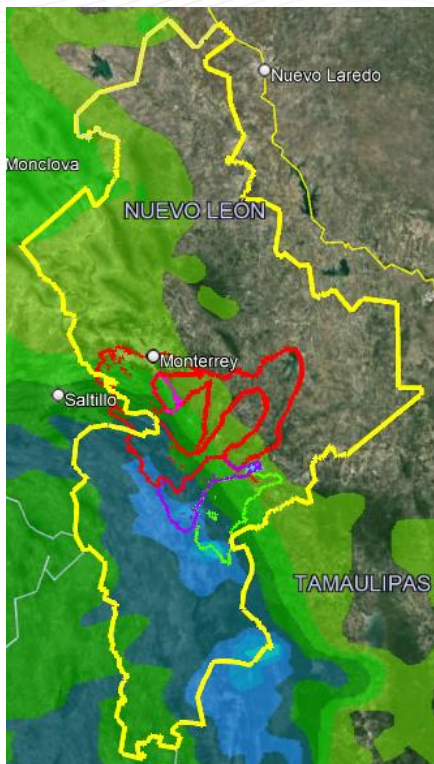 Nuevo Laredo
Monclova
NUEVO LEÓN
Monterrey
Saltillo
TAMAULIPAS